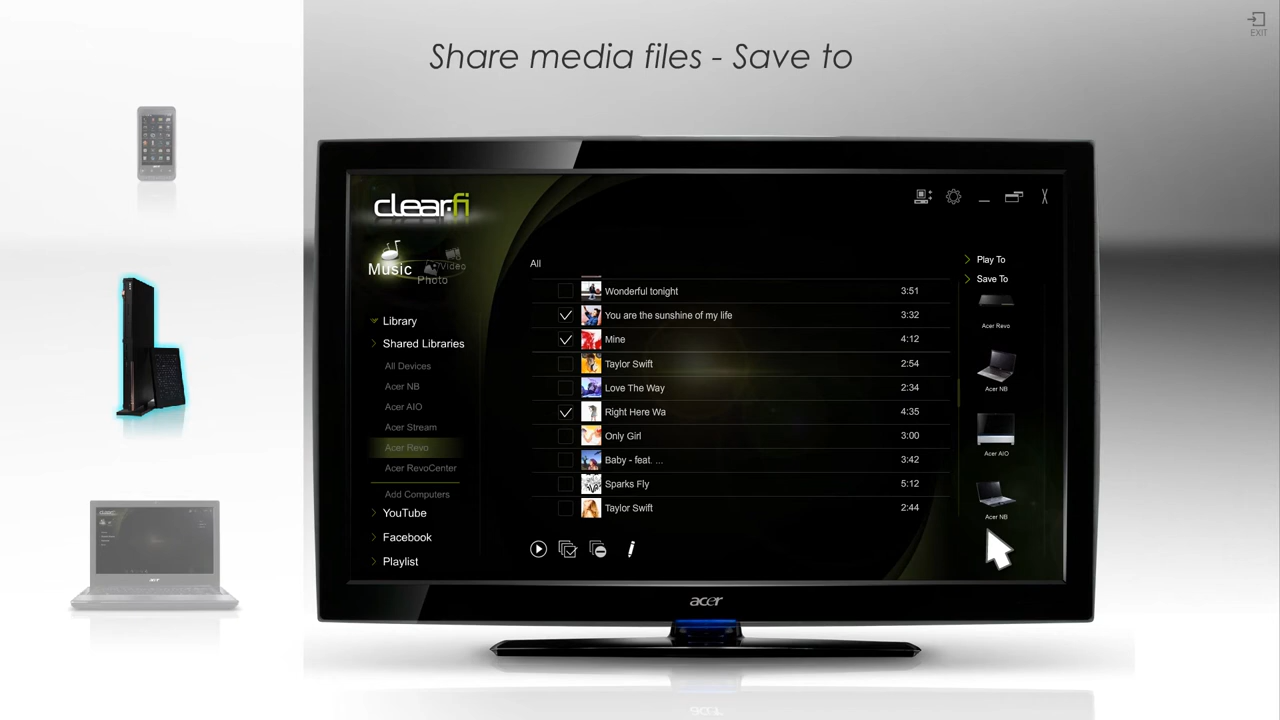 Share media files - Save to
EXIT
clear.fi
Music
Video
Photo
All
Play To
Save To
Wonderful tonight 3:51
You are the sunshine of my life 3:32
Mine 4:12
Taylor Swift 2:54
Love The Way 2:34
Right Here Wa 4:35
Only Girl 3:00
Baby - feat. ... 3:42
Sparks Fly 5:12
Taylor Swift 2:44
Library
Shared Libraries
All Devices
Acer NB
Acer AIO
Acer Stream
Acer Revo
Acer RevoCenter
Add Computers
YouTube
Facebook
Playlist
Acer Revo
Acer NB
Acer AIO
Acer NB
acer